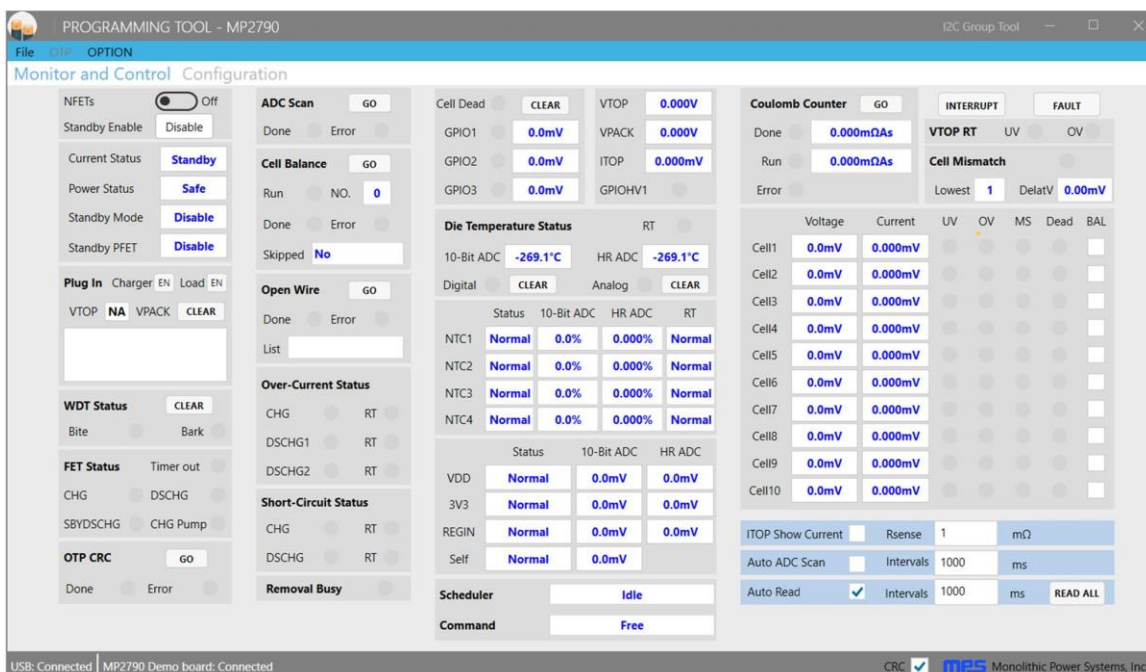 PROGRAMMING TOOL - MP2790
I2C Group Tool
File OTP OPTION
Monitor and Control Configuration
NFETs Off
Standby Enable Disable
Current Status Standby
Power Status Safe
Standby Mode Disable
Standby PFET Disable
Plug In Charger EN Load EN
VTOP NA VPACK CLEAR
WDT Status CLEAR
Bite Bark
FET Status Timer out
CHG DSCHG
SBYDSCHG CHG Pump
OTP CRC GO
Done Error
ADC Scan GO
Done Error
Cell Balance GO
Run NO. 0
Done Error
Skipped No
Open Wire GO
Done Error
List
Over-Current Status
CHG RT
DSCHG1 RT
DSCHG2 RT
Short-Circuit Status
CHG RT
DSCHG RT
Removal Busy
Cell Dead CLEAR
GPIO1 0.0mV
GPIO2 0.0mV
GPIO3 0.0mV
VTOP 0.000V
VPACK 0.000V
ITOP 0.000mV
GPIOHV1
Die Temperature Status RT
10-Bit ADC -269.1°C HR ADC -269.1°C
Digital CLEAR Analog CLEAR
Status 10-Bit ADC HR ADC RT
NTC1 Normal 0.0% 0.000% Normal
NTC2 Normal 0.0% 0.000% Normal
NTC3 Normal 0.0% 0.000% Normal
NTC4 Normal 0.0% 0.000% Normal
Status 10-Bit ADC HR ADC
VDD Normal 0.0mV 0.0mV
3V3 Normal 0.0mV 0.0mV
REGIN Normal 0.0mV 0.0mV
Self Normal 0.0mV
Scheduler Idle
Command Free
Coulomb Counter GO
Done 0.000mΩAs
Run 0.000mΩAs
Error
INTERRUPT FAULT
VTOP RT UV OV
Cell Mismatch
Lowest 1 DelatV 0.00mV
Voltage Current UV OV MS Dead BAL
Cell1 0.0mV 0.000mV
Cell2 0.0mV 0.000mV
Cell3 0.0mV 0.000mV
Cell4 0.0mV 0.000mV
Cell5 0.0mV 0.000mV
Cell6 0.0mV 0.000mV
Cell7 0.0mV 0.000mV
Cell8 0.0mV 0.000mV
Cell9 0.0mV 0.000mV
Cell10 0.0mV 0.000mV
ITOP Show Current Rsense 1 mΩ
Auto ADC Scan Intervals 1000 ms
Auto Read Intervals 1000 ms READ ALL
USB: Connected MP2790 Demo board: Connected
CRC mps Monolithic Power Systems, Inc